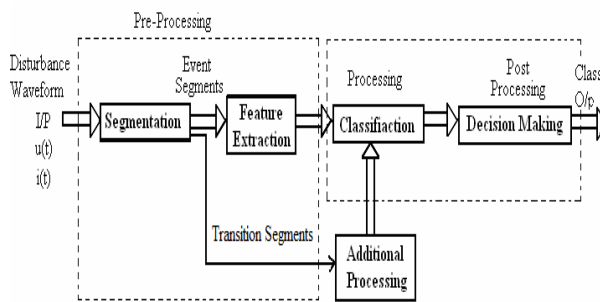 Pre-Processing
Disturbance
Waveform
I/P
u(t)
i(t)
Event
Segments
Segmentation
Feature
Extraction
Processing
Classifiaction
Post
Processing
Decision Making
Class
O/p
Transition Segments
Additional
Processing